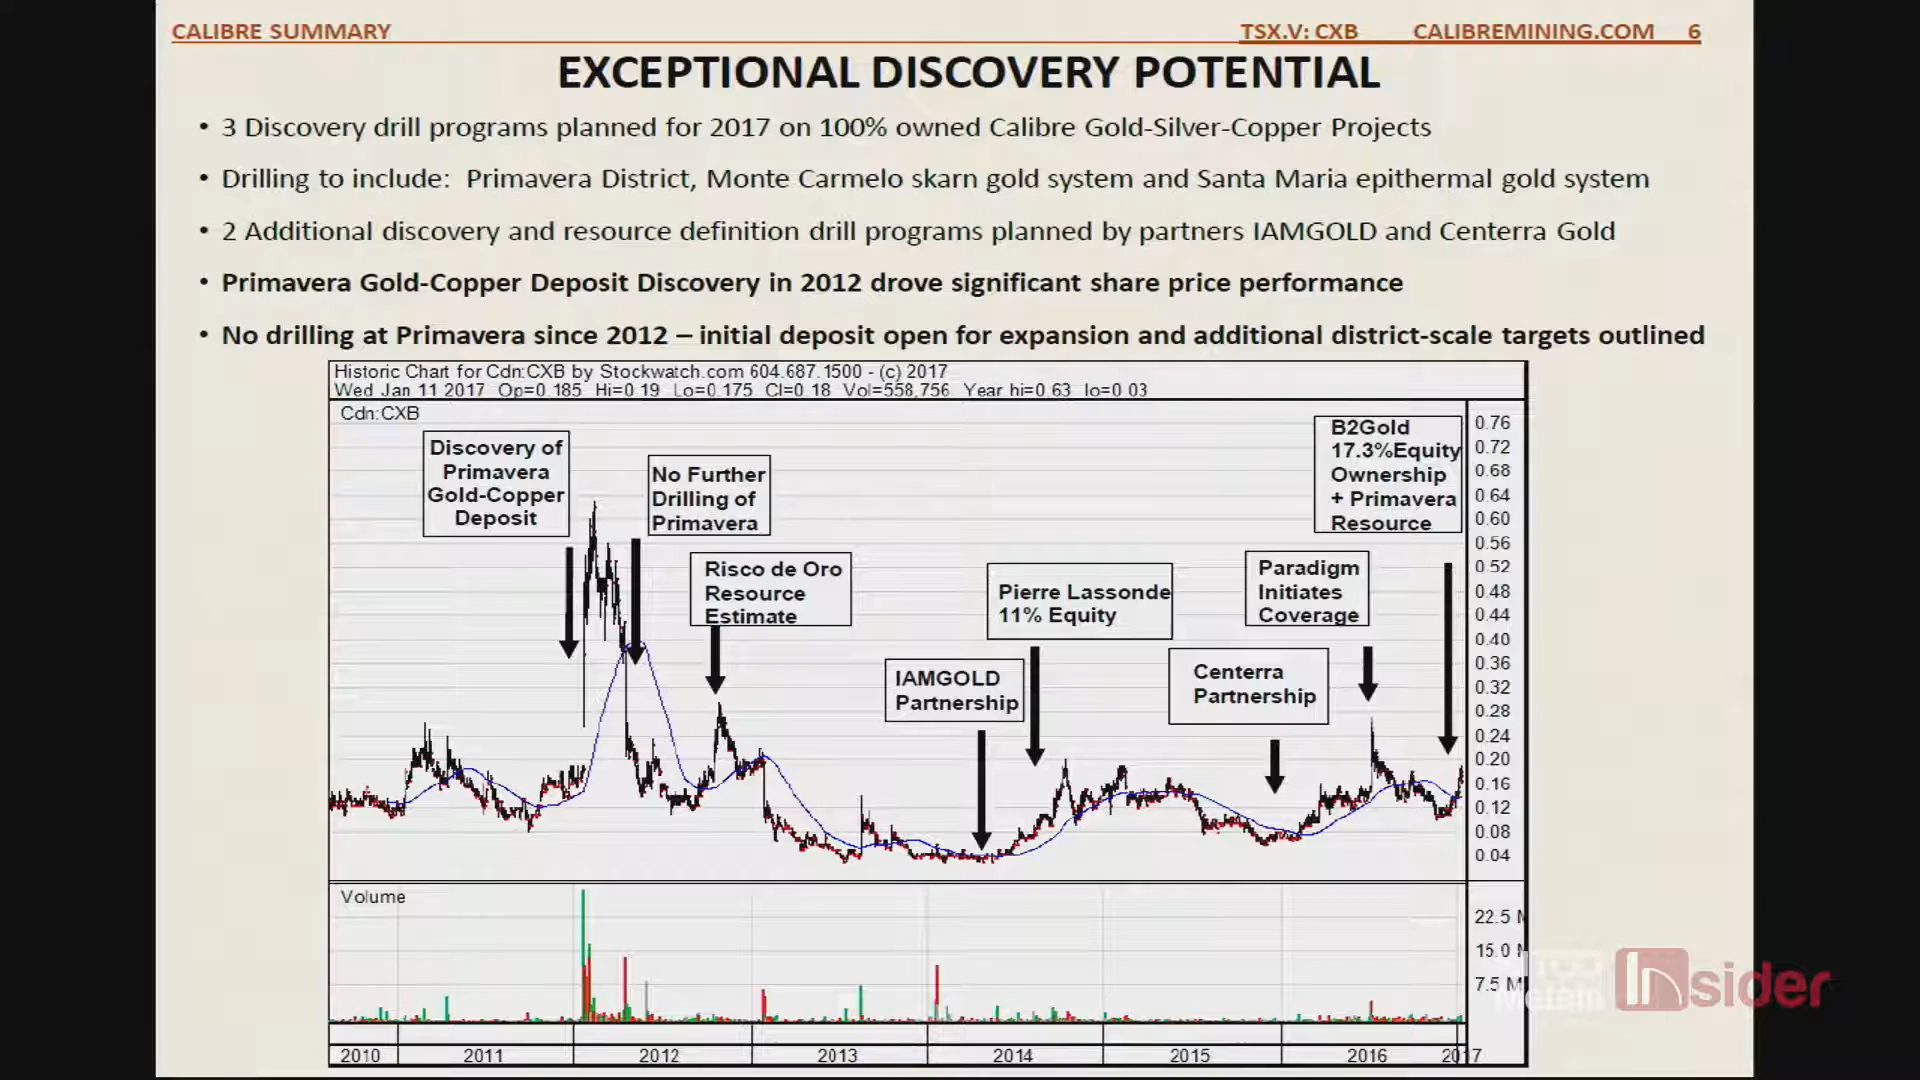 CALIBRE SUMMARY TSX.V: CXB CALIBREMINING.COM 6
EXCEPTIONAL DISCOVERY POTENTIAL
• 3 Discovery drill programs planned for 2017 on 100% owned Calibre Gold-Silver-Copper Projects
• Drilling to include: Primavera District, Monte Carmelo skarn gold system and Santa Maria epithermal gold system
• 2 Additional discovery and resource definition drill programs planned by partners IAMGOLD and Centerra Gold
• Primavera Gold-Copper Deposit Discovery in 2012 drove significant share price performance
• No drilling at Primavera since 2012 – initial deposit open for expansion and additional district-scale targets outlined
Historic Chart for Cdn:CXB by Stockwatch.com 604.687.1500 - (c) 2017
Wed Jan 11 2017 Op=0.185 Hi=0.19 Lo=0.175 Cl=0.18 Vol=558,756 Year hi=0.63 lo=0.03
Cdn:CXB
Discovery of
Primavera
Gold-Copper
Deposit
No Further
Drilling of
Primavera
Risco de Oro
Resource
Estimate
IAMGOLD
Partnership
Pierre Lassonde
11% Equity
Centerra
Partnership
Paradigm
Initiates
Coverage
B2Gold
17.3%Equity
Ownership
+ Primavera
Resource
0.76
0.72
0.68
0.64
0.60
0.56
0.52
0.48
0.44
0.40
0.36
0.32
0.28
0.24
0.20
0.16
0.12
0.08
0.04
Volume
22.5 M
15.0 M
7.5 M
2010 2011 2012 2013 2014 2015 2016 2017
Insider